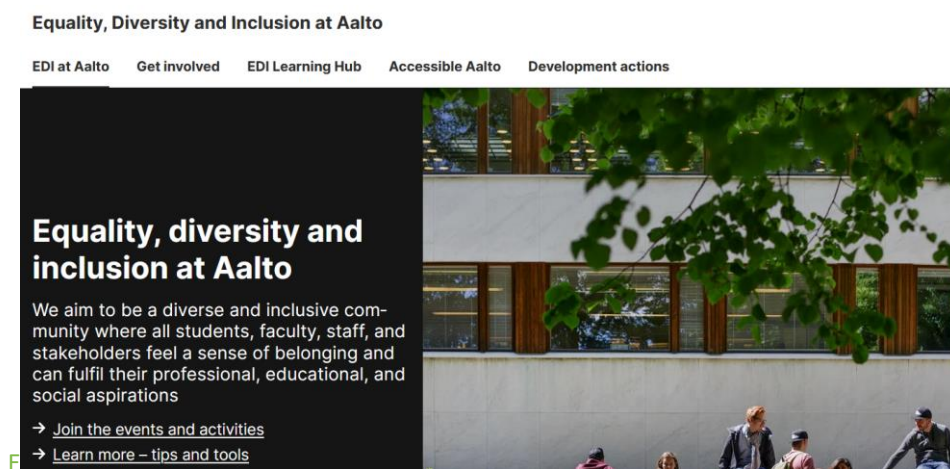 Equality, Diversity and Inclusion at Aalto
EDI at Aalto Get involved EDI Learning Hub Accessible Aalto Development actions
Equality, diversity and
inclusion at Aalto
We aim to be a diverse and inclusive com-
munity where all students, faculty, staff, and
stakeholders feel a sense of belonging and
can fulfil their professional, educational, and
social aspirations
→ Join the events and activities
→ Learn more – tips and tools